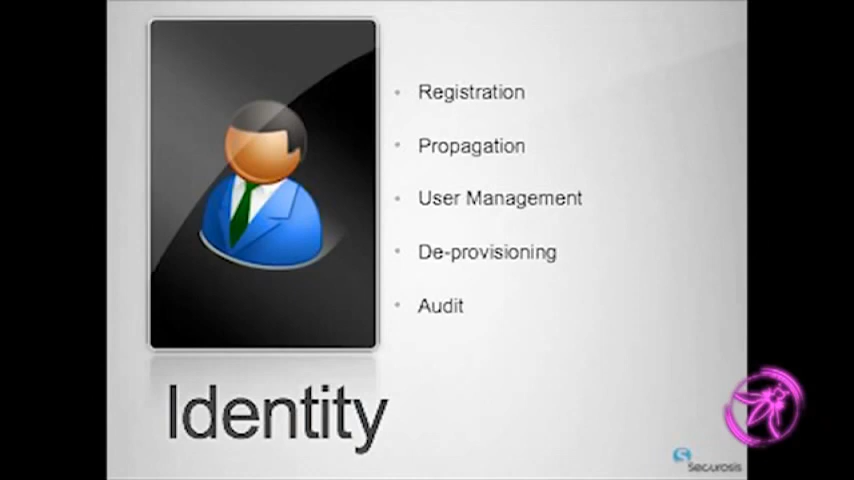 Registration
Propagation
User Management
De-provisioning
Audit
Identity
securosis